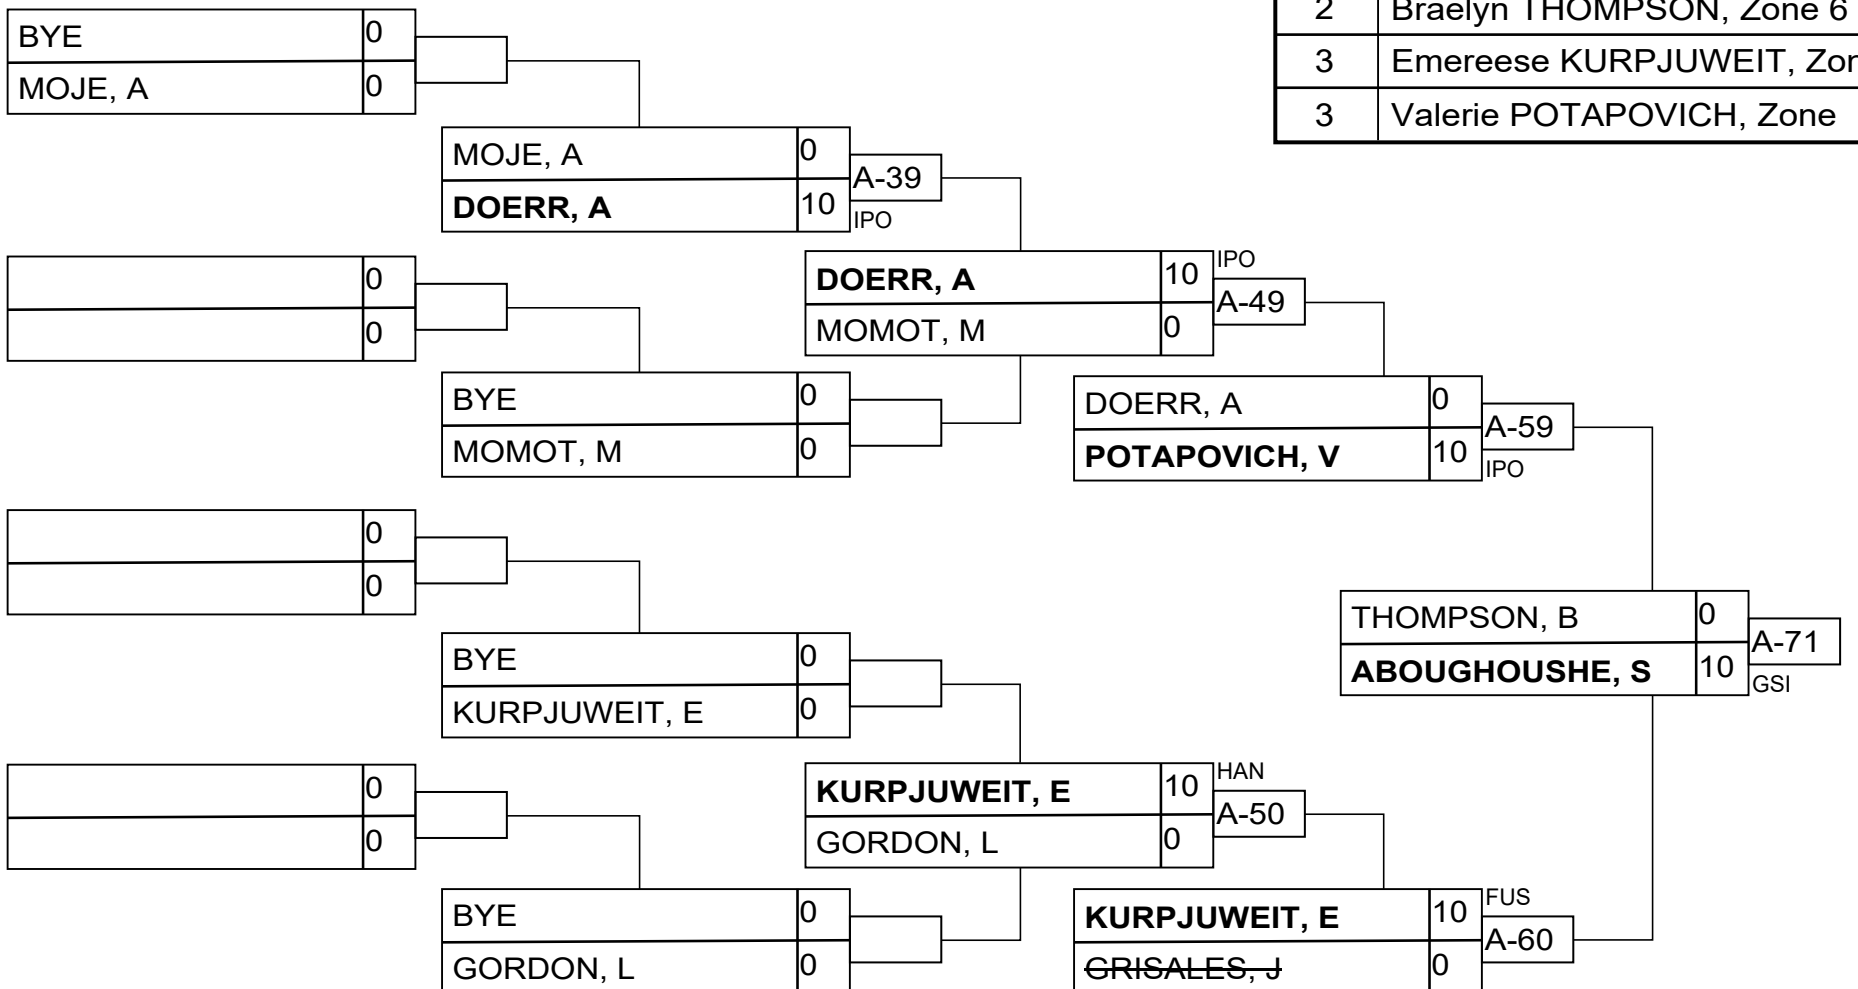 2 Braelyn THOMPSON, Zone 6
3 Emereese KURPJUWEIT, Zon
3 Valerie POTAPOVICH, Zone
BYE 0
MOJE, A 0
MOJE, A 0
DOERR, A 10
A-39
IPO
0
0
DOERR, A 10
MOMOT, M 0
IPO
A-49
BYE 0
MOMOT, M 0
DOERR, A 0
POTAPOVICH, V 10
A-59
IPO
0
0
THOMPSON, B 0
ABOUGHOUSHE, S 10
A-71
GSI
BYE 0
KURPJUWEIT, E 0
0
0
KURPJUWEIT, E 10
GORDON, L 0
HAN
A-50
BYE 0
GORDON, L 0
KURPJUWEIT, E 10
GRISALES, J 0
FUS
A-60